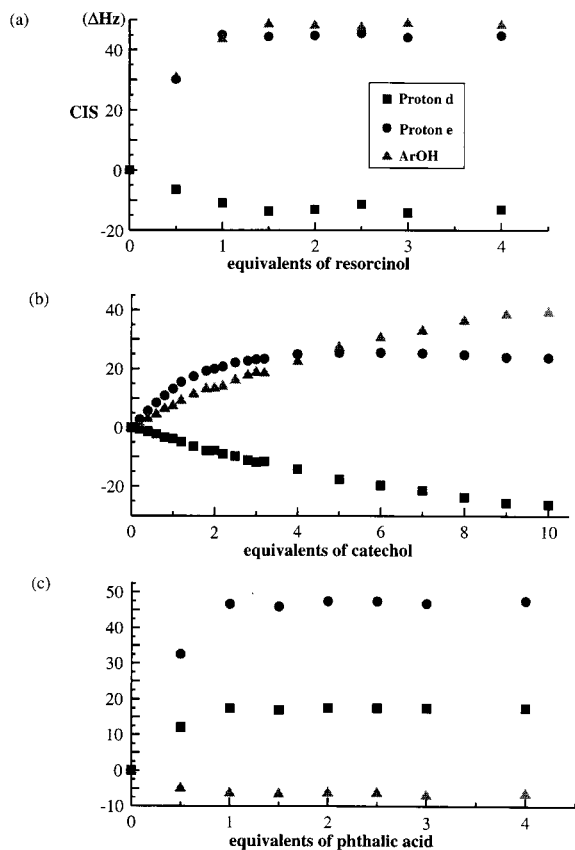 (a)
(ΔHz)
40
20
CIS
0
-20
Proton d
Proton e
ArOH
0 1 2 3 4
equivalents of resorcinol
(b)
40
20
0
-20
0 2 4 6 8 10
equivalents of catechol
(c)
50
40
30
20
10
0
-10
0 1 2 3 4
equivalents of phthalic acid